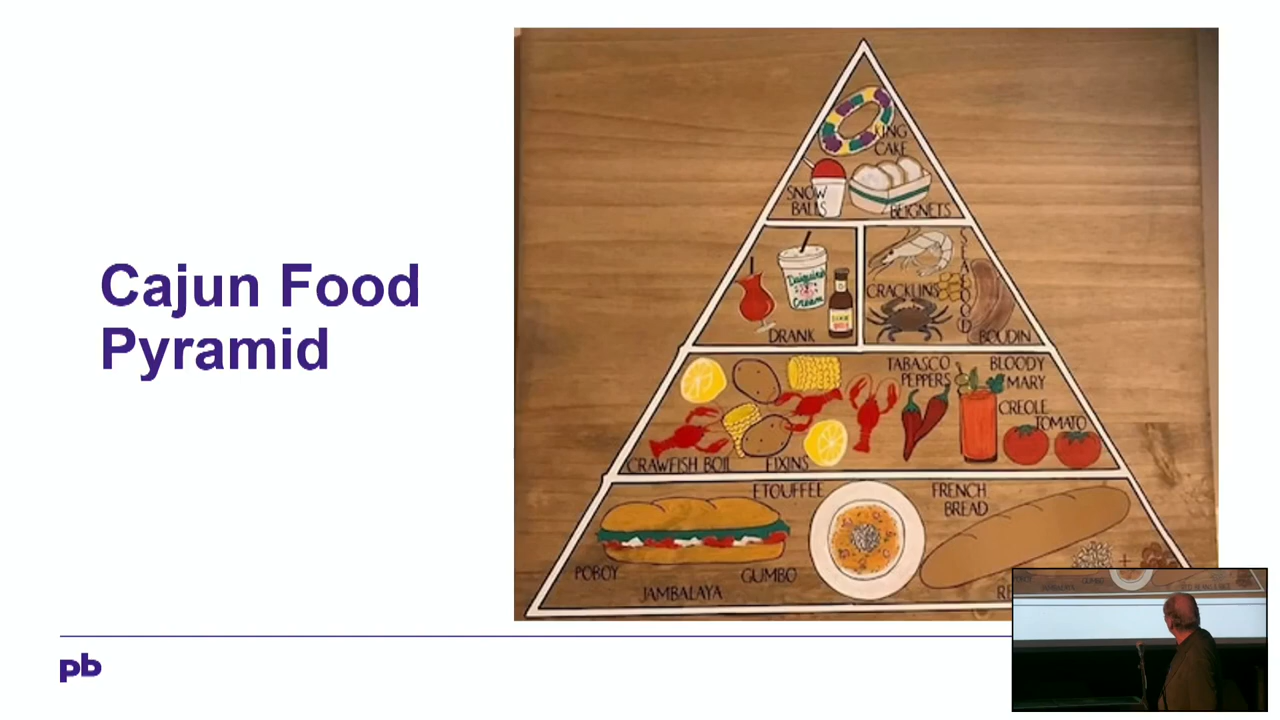 Cajun Food
Pyramid
KING
CAKE
SNOW
BALLS
BEIGNETS
Daiquiris
Cream
DRANK
SEAFOOD
CRACKLINS
BOUDIN
TABASCO
PEPPERS
BLOODY
MARY
CREOLE
TOMATO
CRAWFISH BOIL
FIXINS
ETOUFFEE
FRENCH
BREAD
POBOY
GUMBO
JAMBALAYA
+
pb